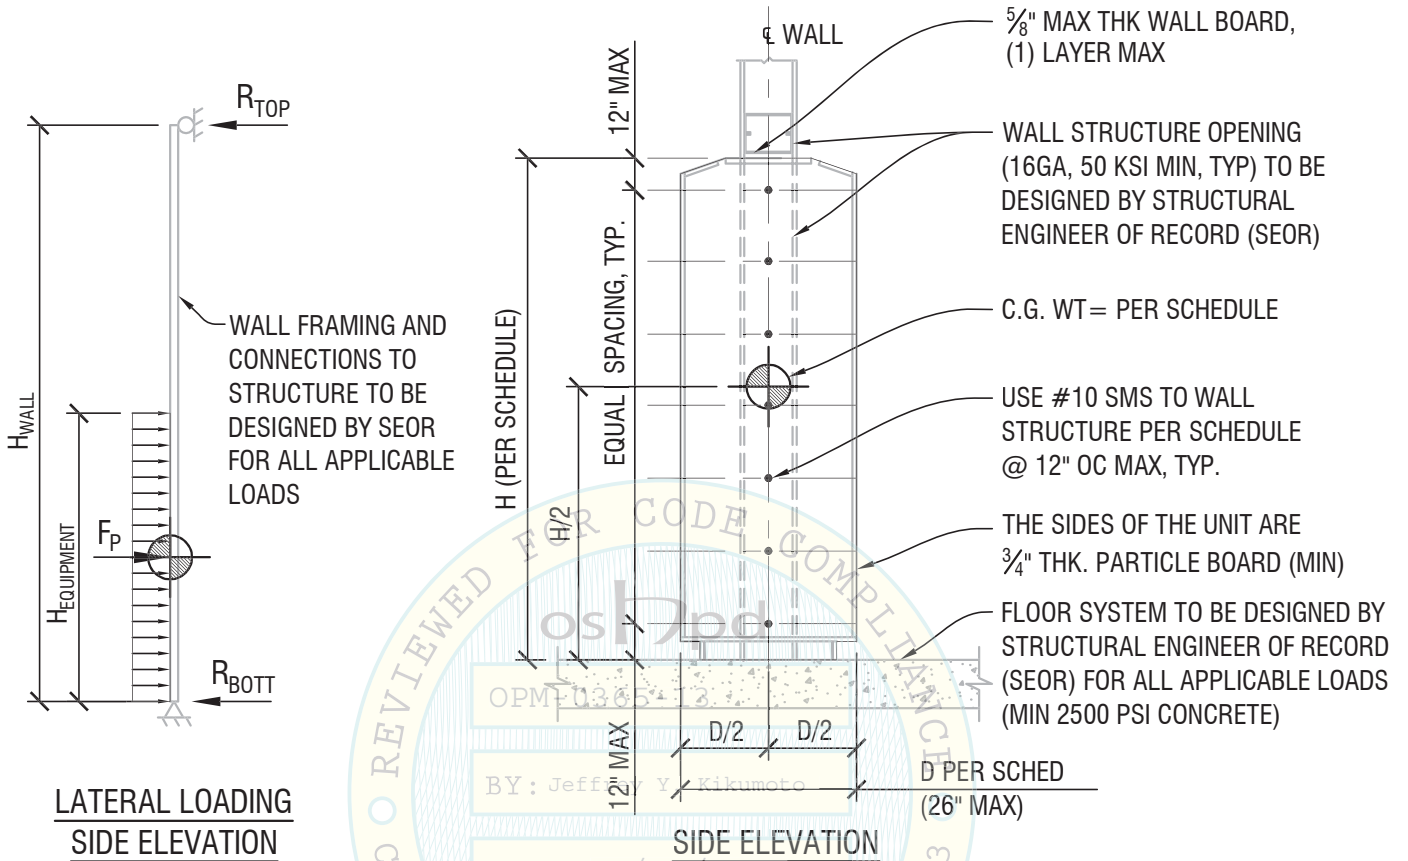 R_TOP
H_WALL
WALL FRAMING AND
CONNECTIONS TO
STRUCTURE TO BE
DESIGNED BY SEOR
FOR ALL APPLICABLE
LOADS
H_EQUIPMENT
F_P
R_BOTT
LATERAL LOADING
SIDE ELEVATION
℄ WALL
12" MAX
EQUAL SPACING, TYP.
H (PER SCHEDULE)
H/2
12" MAX
D/2
D/2
D PER SCHED
(26" MAX)
SIDE ELEVATION
5/8" MAX THK WALL BOARD,
(1) LAYER MAX
WALL STRUCTURE OPENING
(16GA, 50 KSI MIN, TYP) TO BE
DESIGNED BY STRUCTURAL
ENGINEER OF RECORD (SEOR)
C.G. WT= PER SCHEDULE
USE #10 SMS TO WALL
STRUCTURE PER SCHEDULE
@ 12" OC MAX, TYP.
THE SIDES OF THE UNIT ARE
3/4" THK. PARTICLE BOARD (MIN)
FLOOR SYSTEM TO BE DESIGNED BY
STRUCTURAL ENGINEER OF RECORD
(SEOR) FOR ALL APPLICABLE LOADS
(MIN 2500 PSI CONCRETE)
REVIEWED FOR CODE COMPLIANCE
oshpd
OPM-0365-13
BY: Jeffrey Y. Kikumoto